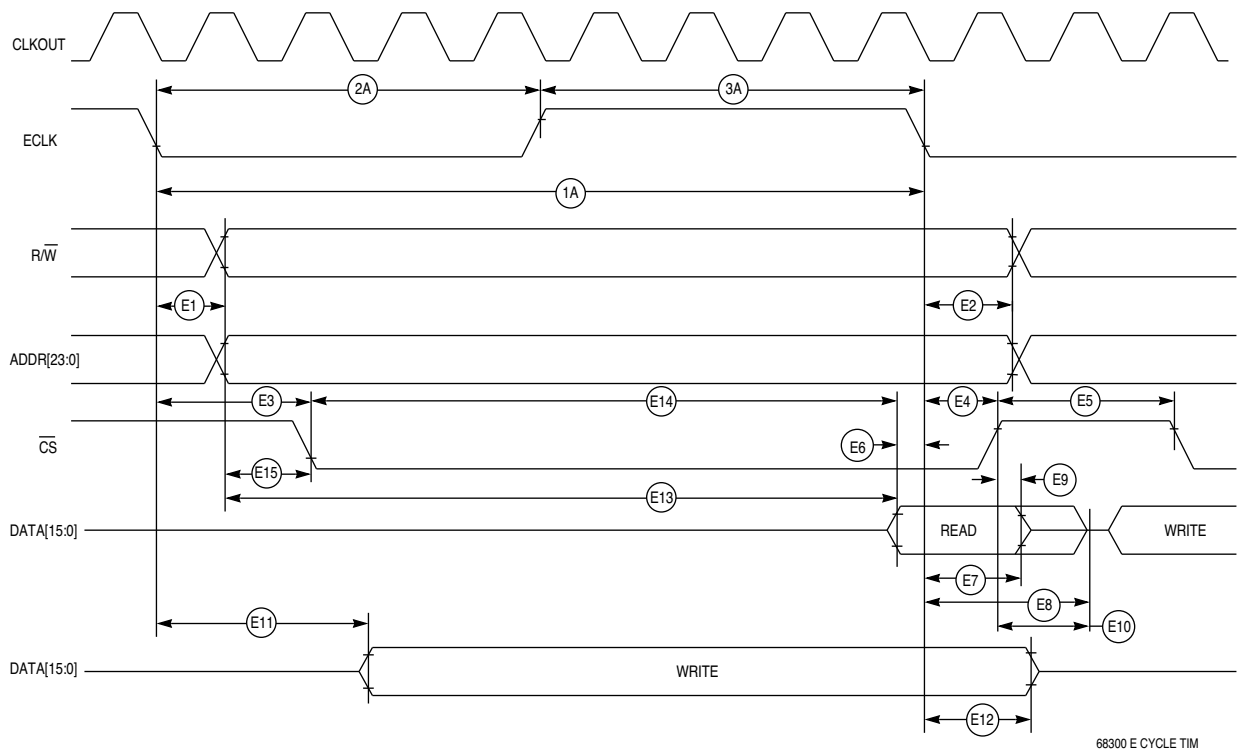 CLKOUT
2A
3A
ECLK
1A
R/W̅
E1
E2
ADDR[23:0]
E3
E14
E4
E5
C̅S̅
E6
E15
E9
E13
DATA[15:0]
READ
WRITE
E7
E8
E11
E10
DATA[15:0]
WRITE
E12
68300 E CYCLE TIM